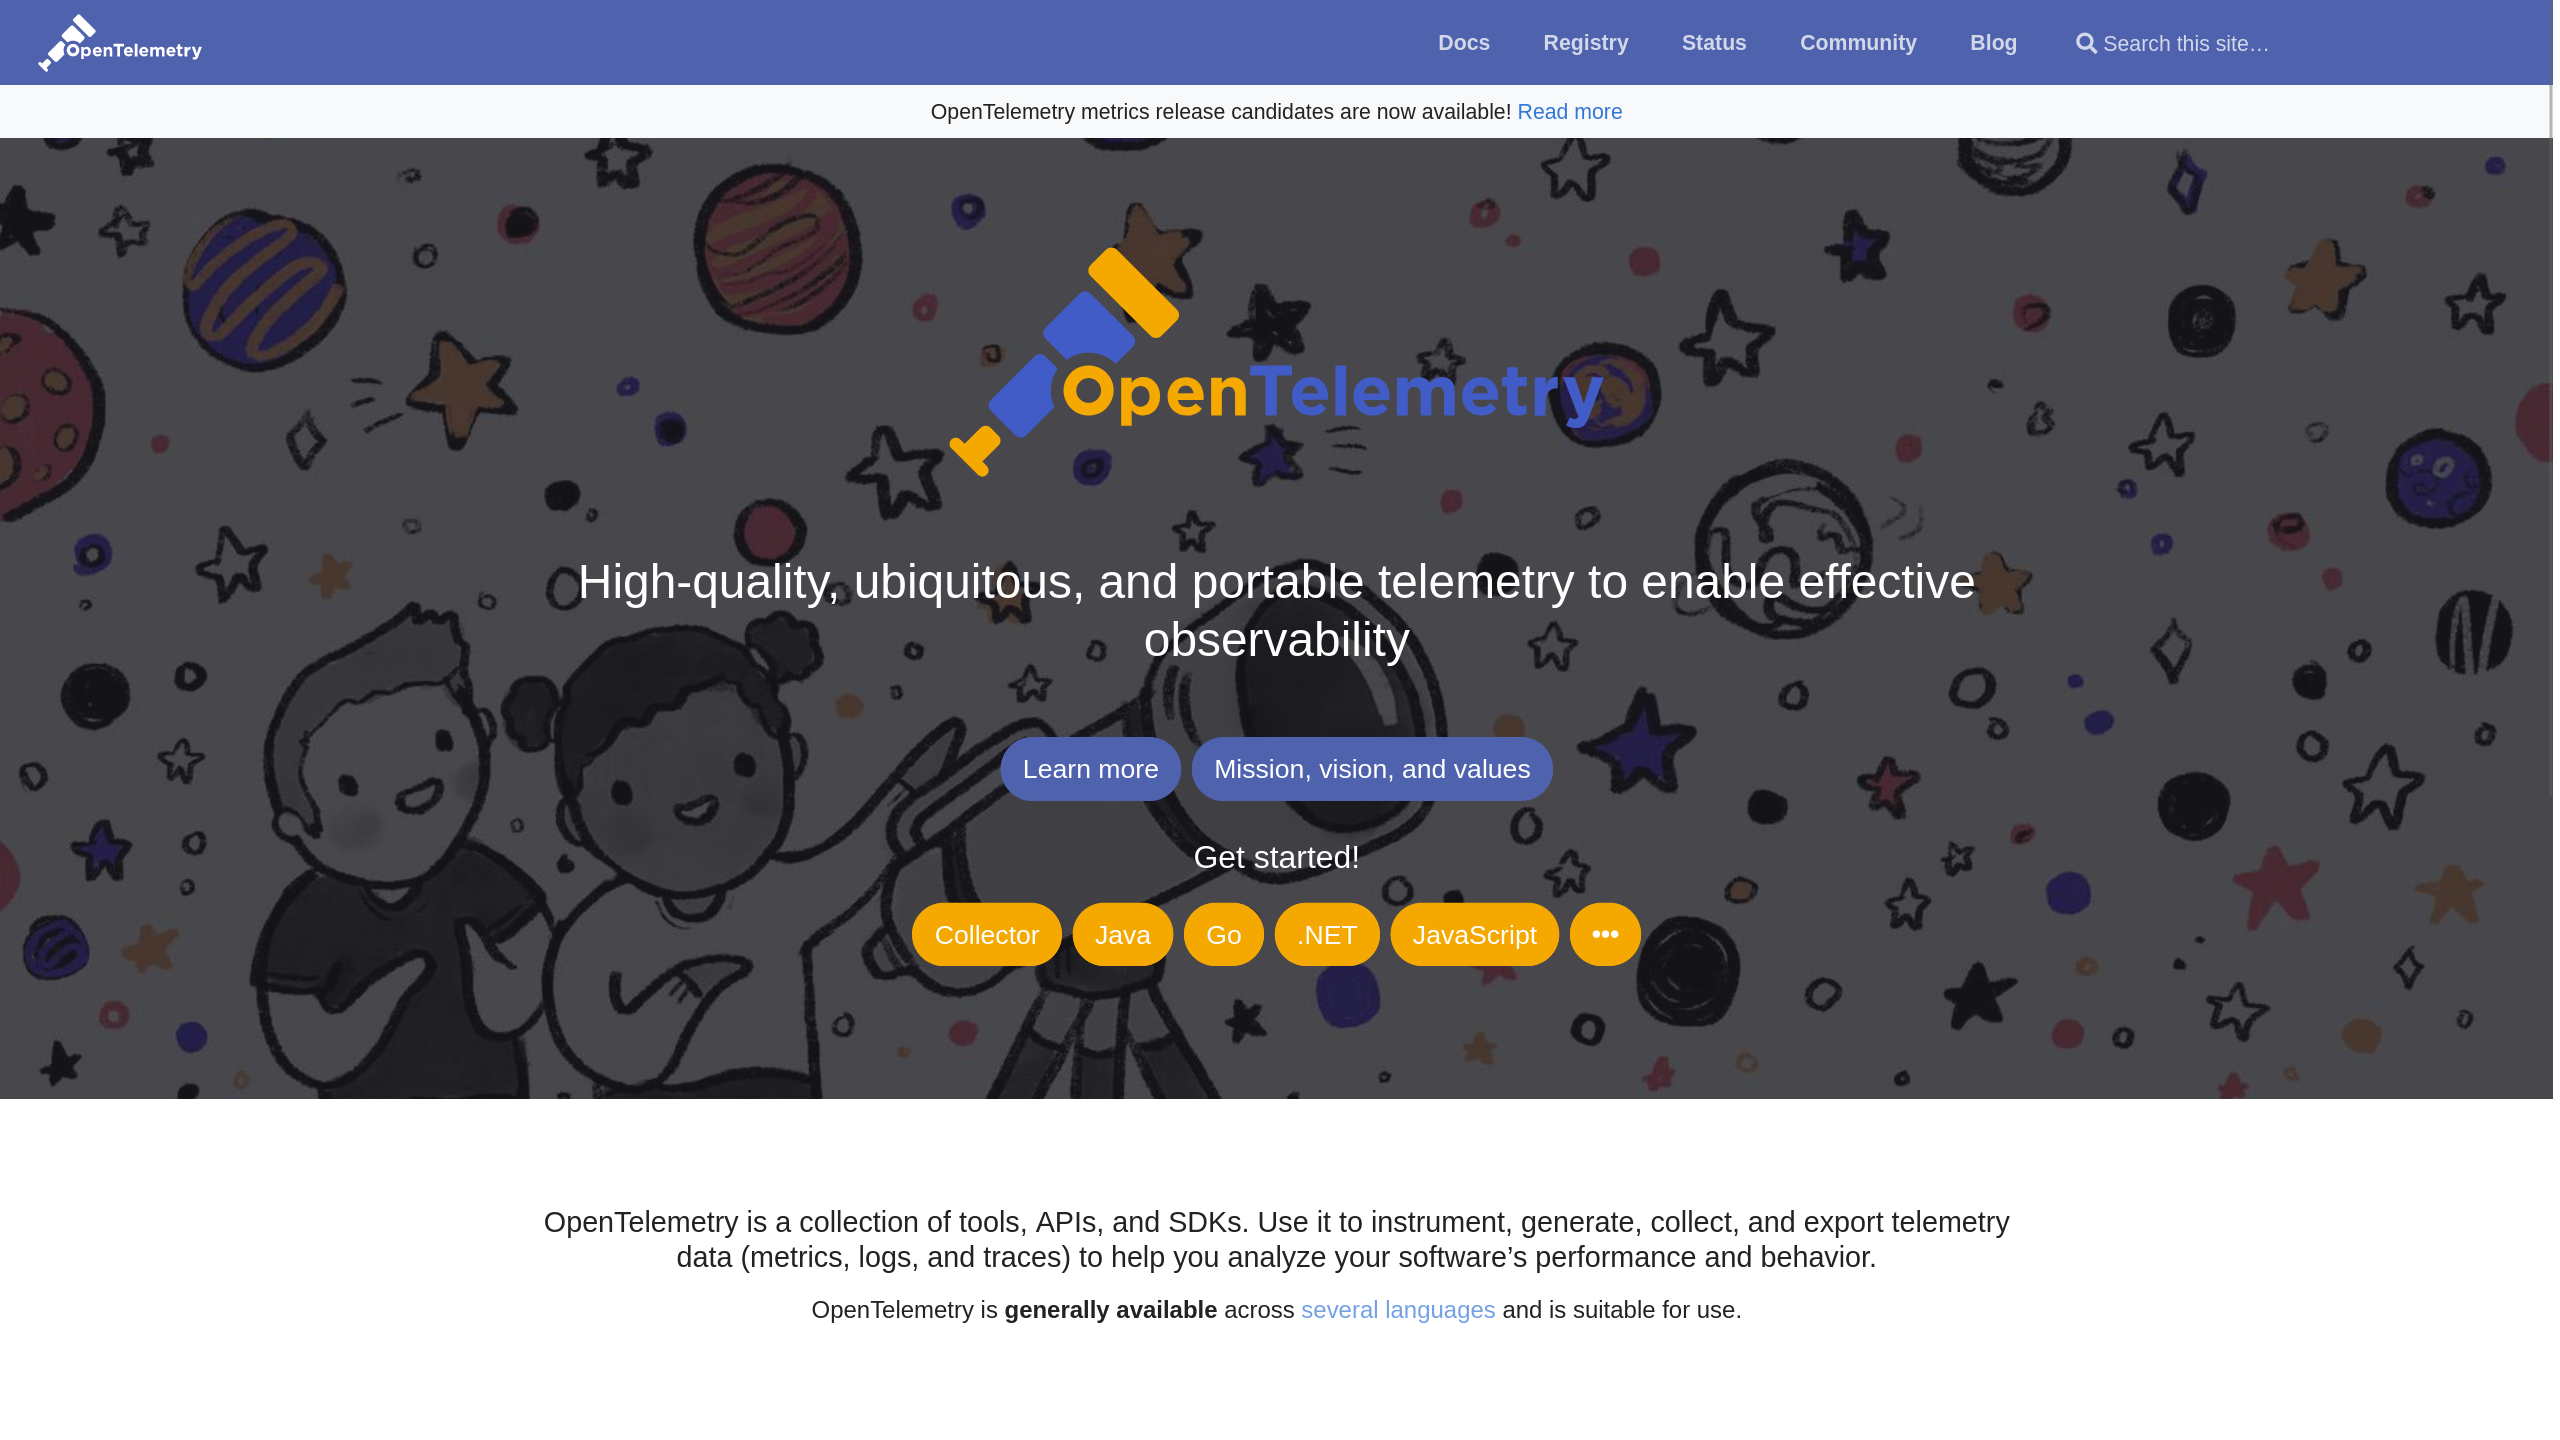 OpenTelemetry
Docs Registry Status Community Blog Search this site…
OpenTelemetry metrics release candidates are now available! Read more
OpenTelemetry
High-quality, ubiquitous, and portable telemetry to enable effective
observability
Learn more Mission, vision, and values
Get started!
Collector Java Go .NET JavaScript •••
OpenTelemetry is a collection of tools, APIs, and SDKs. Use it to instrument, generate, collect, and export telemetry
data (metrics, logs, and traces) to help you analyze your software’s performance and behavior.
OpenTelemetry is generally available across several languages and is suitable for use.